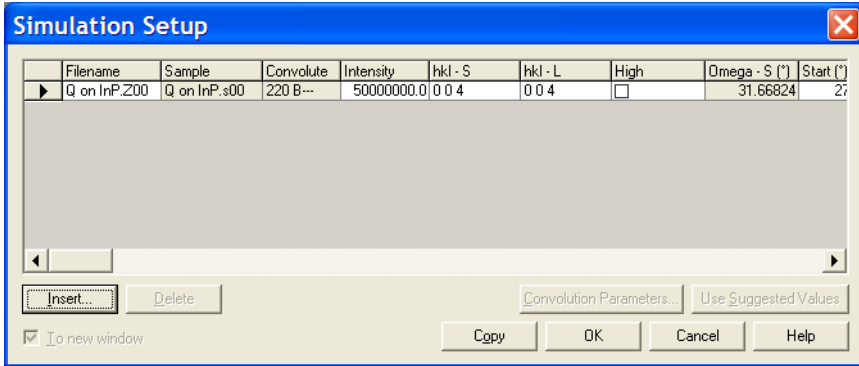 Simulation Setup
Filename Sample Convolute Intensity hkl - S hkl - L High Omega - S (°) Start (°)
Q on InP.Z00 Q on InP.s00 220 B--- 50000000.0 0 0 4 0 0 4 31.66824 27
Insert... Delete Convolution Parameters... Use Suggested Values
To new window Copy OK Cancel Help